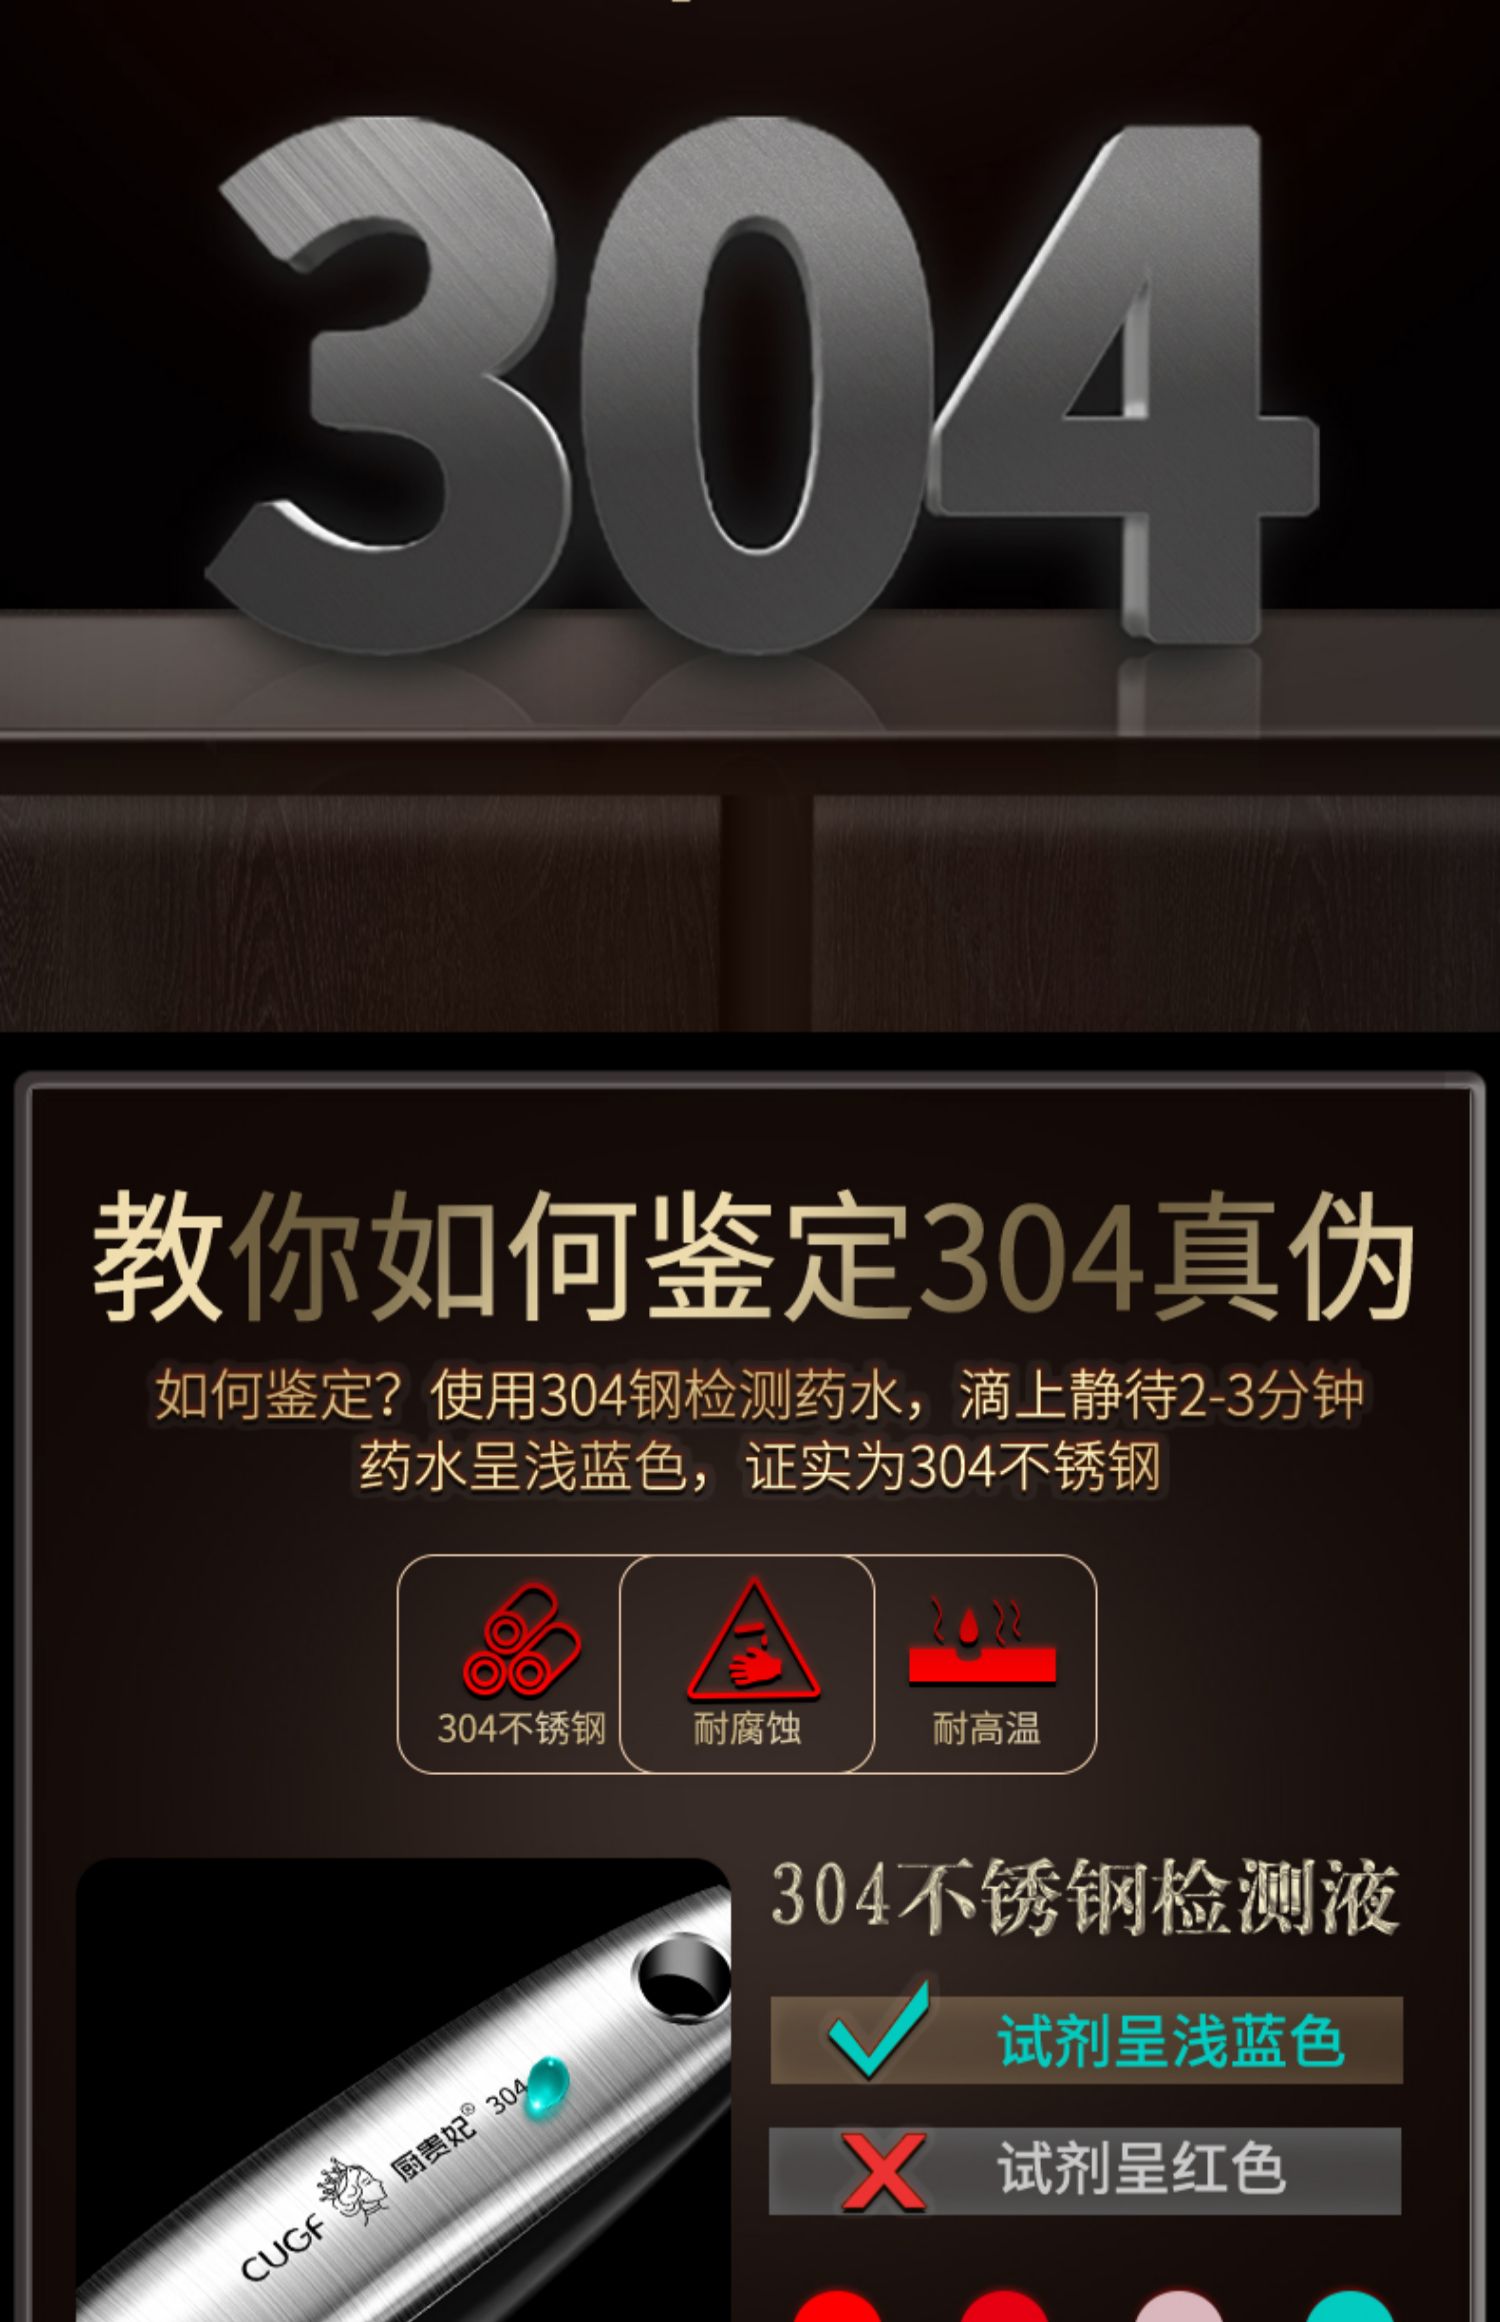 304
教你如何鉴定304真伪
如何鉴定？使用304钢检测药水，滴上静待2-3分钟
药水呈浅蓝色，证实为304不锈钢
304不锈钢
耐腐蚀
耐高温
304不锈钢检测液
试剂呈浅蓝色
试剂呈红色
CUGF 厨贵妃® 304